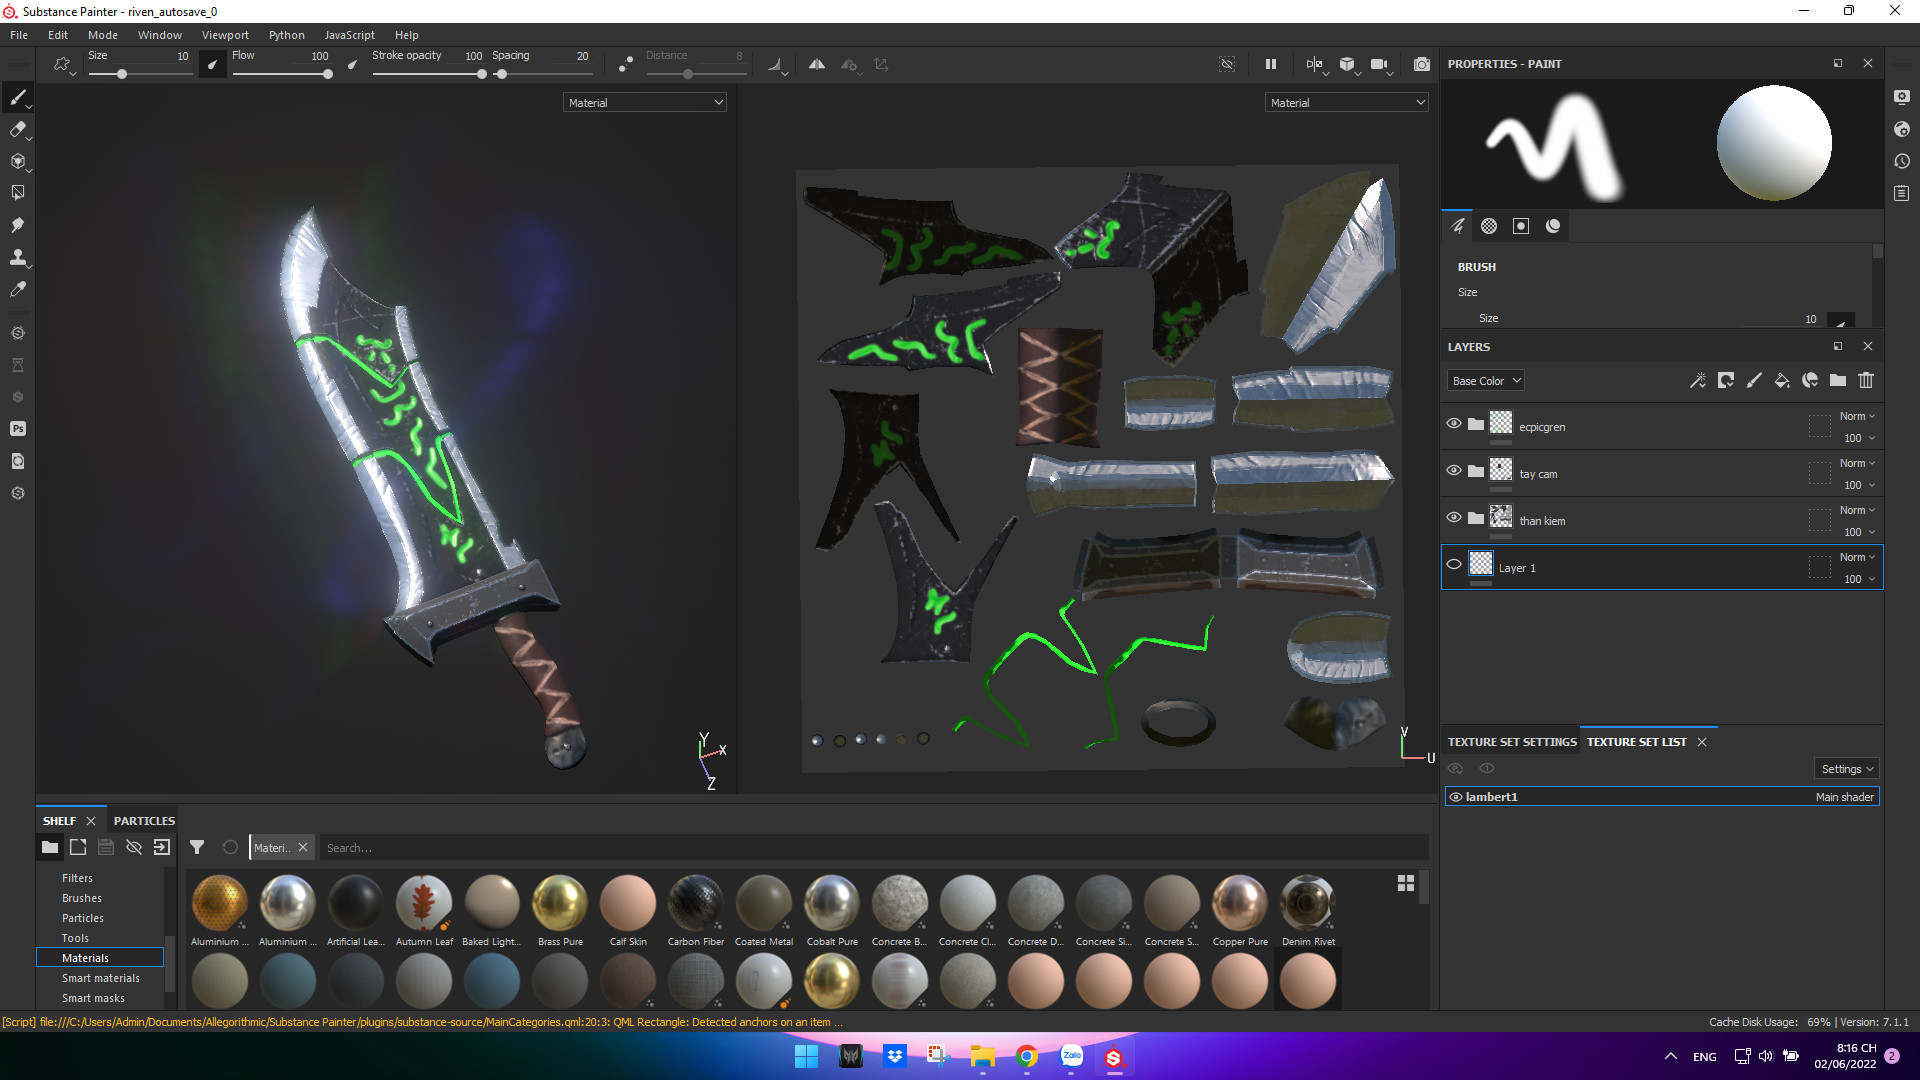 Substance Painter - riven_autosave_0
File Edit Mode Window Viewport Python JavaScript Help
Size 10 Flow 100 Stroke opacity 100 Spacing 20 Distance 8
Material
Material
PROPERTIES - PAINT
BRUSH
Size
Size 10
LAYERS
Base Color
ecpicgren Norm 100
tay cam Norm 100
than kiem Norm 100
Layer 1 Norm 100
Y X Z
V U
TEXTURE SET SETTINGS TEXTURE SET LIST
Settings
lambert1 Main shader
SHELF PARTICLES
Materi.. Search...
Filters
Brushes
Particles
Tools
Materials
Smart materials
Smart masks
Aluminium ... Aluminium ... Artificial Lea... Autumn Leaf Baked Light... Brass Pure Calf Skin Carbon Fiber Coated Metal Cobalt Pure Concrete B... Concrete Cl... Concrete D... Concrete Si... Concrete S... Copper Pure Denim Rivet
[Script] file:///C:/Users/Admin/Documents/Allegorithmic/Substance Painter/plugins/substance-source/MainCategories.qml:20:3: QML Rectangle: Detected anchors on an item ...
Cache Disk Usage: 69% | Version: 7.1.1
Ps
Zalo
ENG
8:16 CH
02/06/2022
2